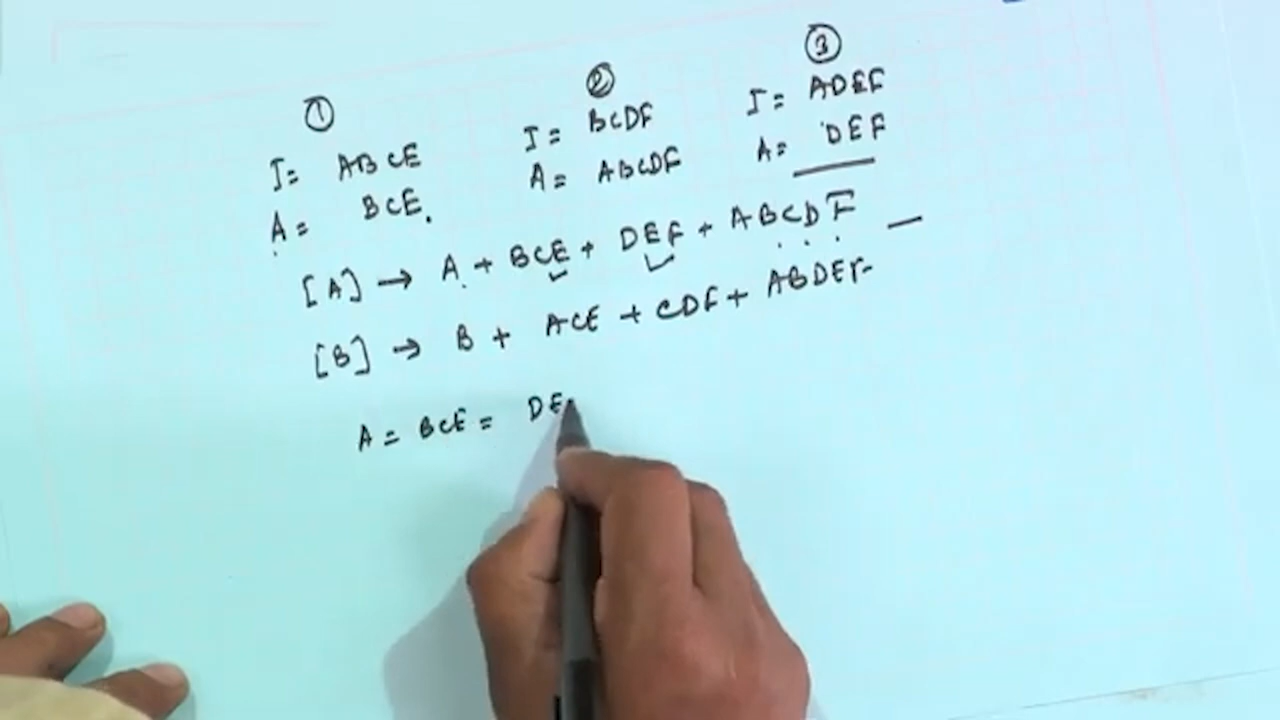 ① ② ③
I = ABCE I = BCDF I = ADEF
A = BCE. A = ABCDF A = DEF
[A] → A + BCE + DEF + ABCDF
[B] → B + ACE + CDF + ABDEF
A = BCE = DE